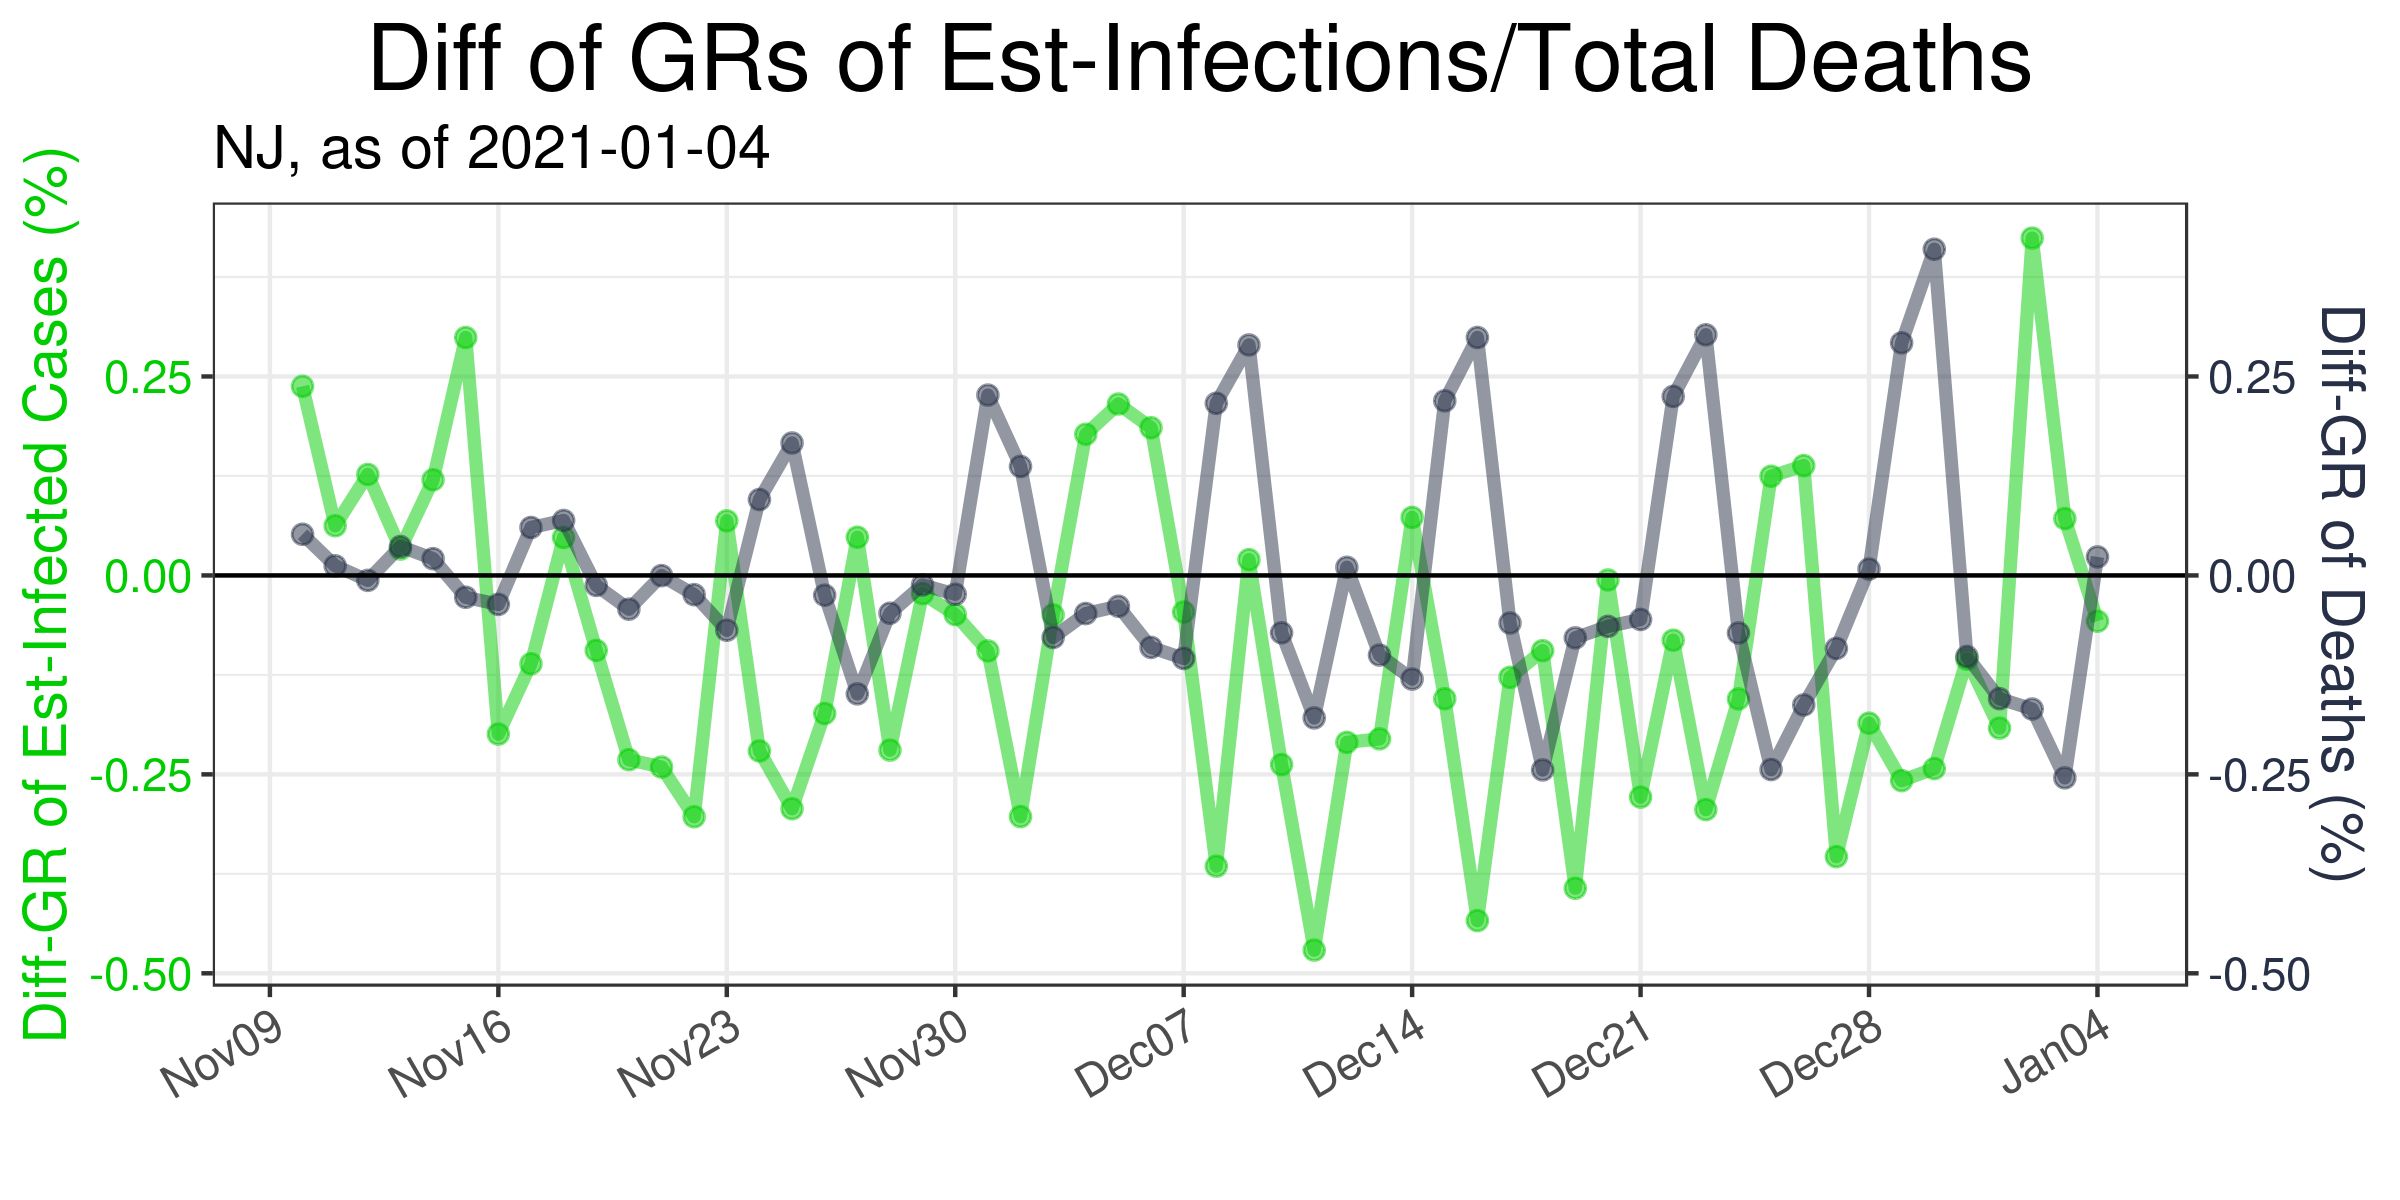 Diff of GRs of Est-Infections/Total Deaths
NJ, as of 2021-01-04
Diff-GR of Est-Infected Cases (%)
0.25
0.00
-0.25
-0.50
0.25
0.00
-0.25
-0.50
Diff-GR of Deaths (%)
Nov09
Nov16
Nov23
Nov30
Dec07
Dec14
Dec21
Dec28
Jan04